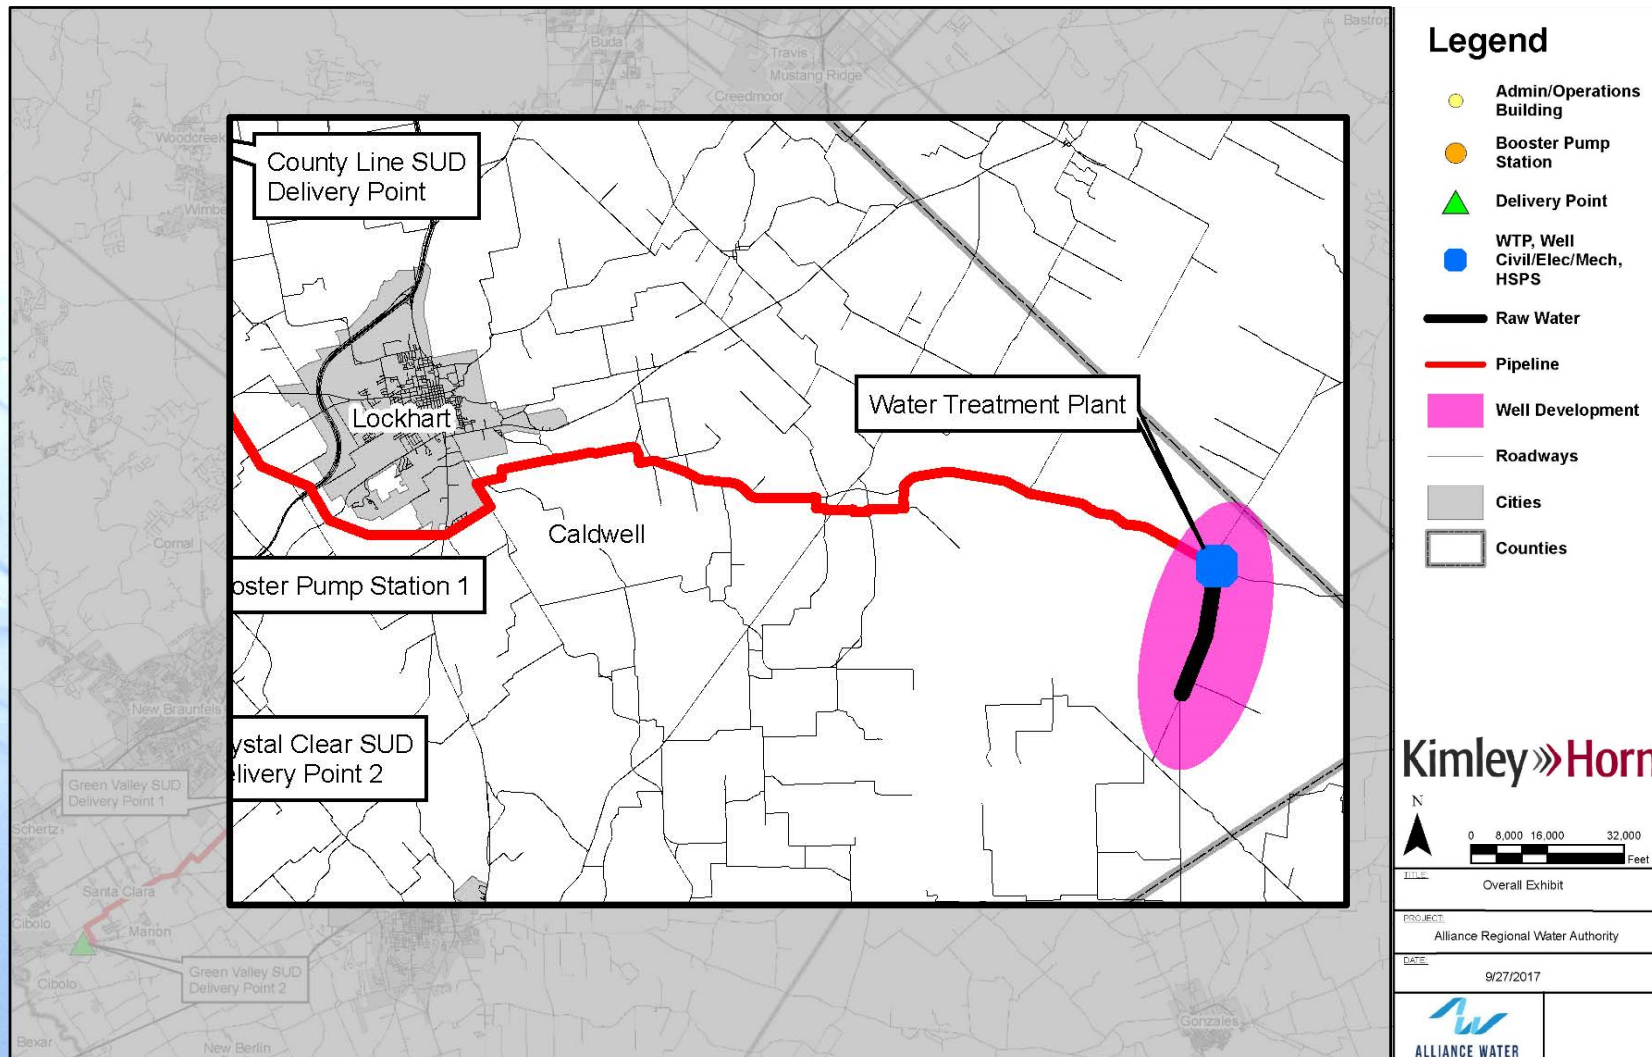 Bastrop
Buda
Travis
Mustang Ridge
Creedmoor
Woodcreek
Wimbe
County Line SUD
Delivery Point
Lockhart
Water Treatment Plant
Caldwell
Comal
oster Pump Station 1
New Braunfels
ystal Clear SUD
elivery Point 2
Green Valley SUD
Delivery Point 1
Schertz
Santa Clara
Cibolo
Marion
Green Valley SUD
Delivery Point 2
Cibolo
Gonzales
Bexar
New Berlin
Legend
Admin/Operations
Building
Booster Pump
Station
Delivery Point
WTP, Well
Civil/Elec/Mech,
HSPS
Raw Water
Pipeline
Well Development
Roadways
Cities
Counties
Kimley»Horn
N
0 8,000 16,000 32,000
Feet
TITLE:
Overall Exhibit
PROJECT:
Alliance Regional Water Authority
DATE:
9/27/2017
ALLIANCE WATER